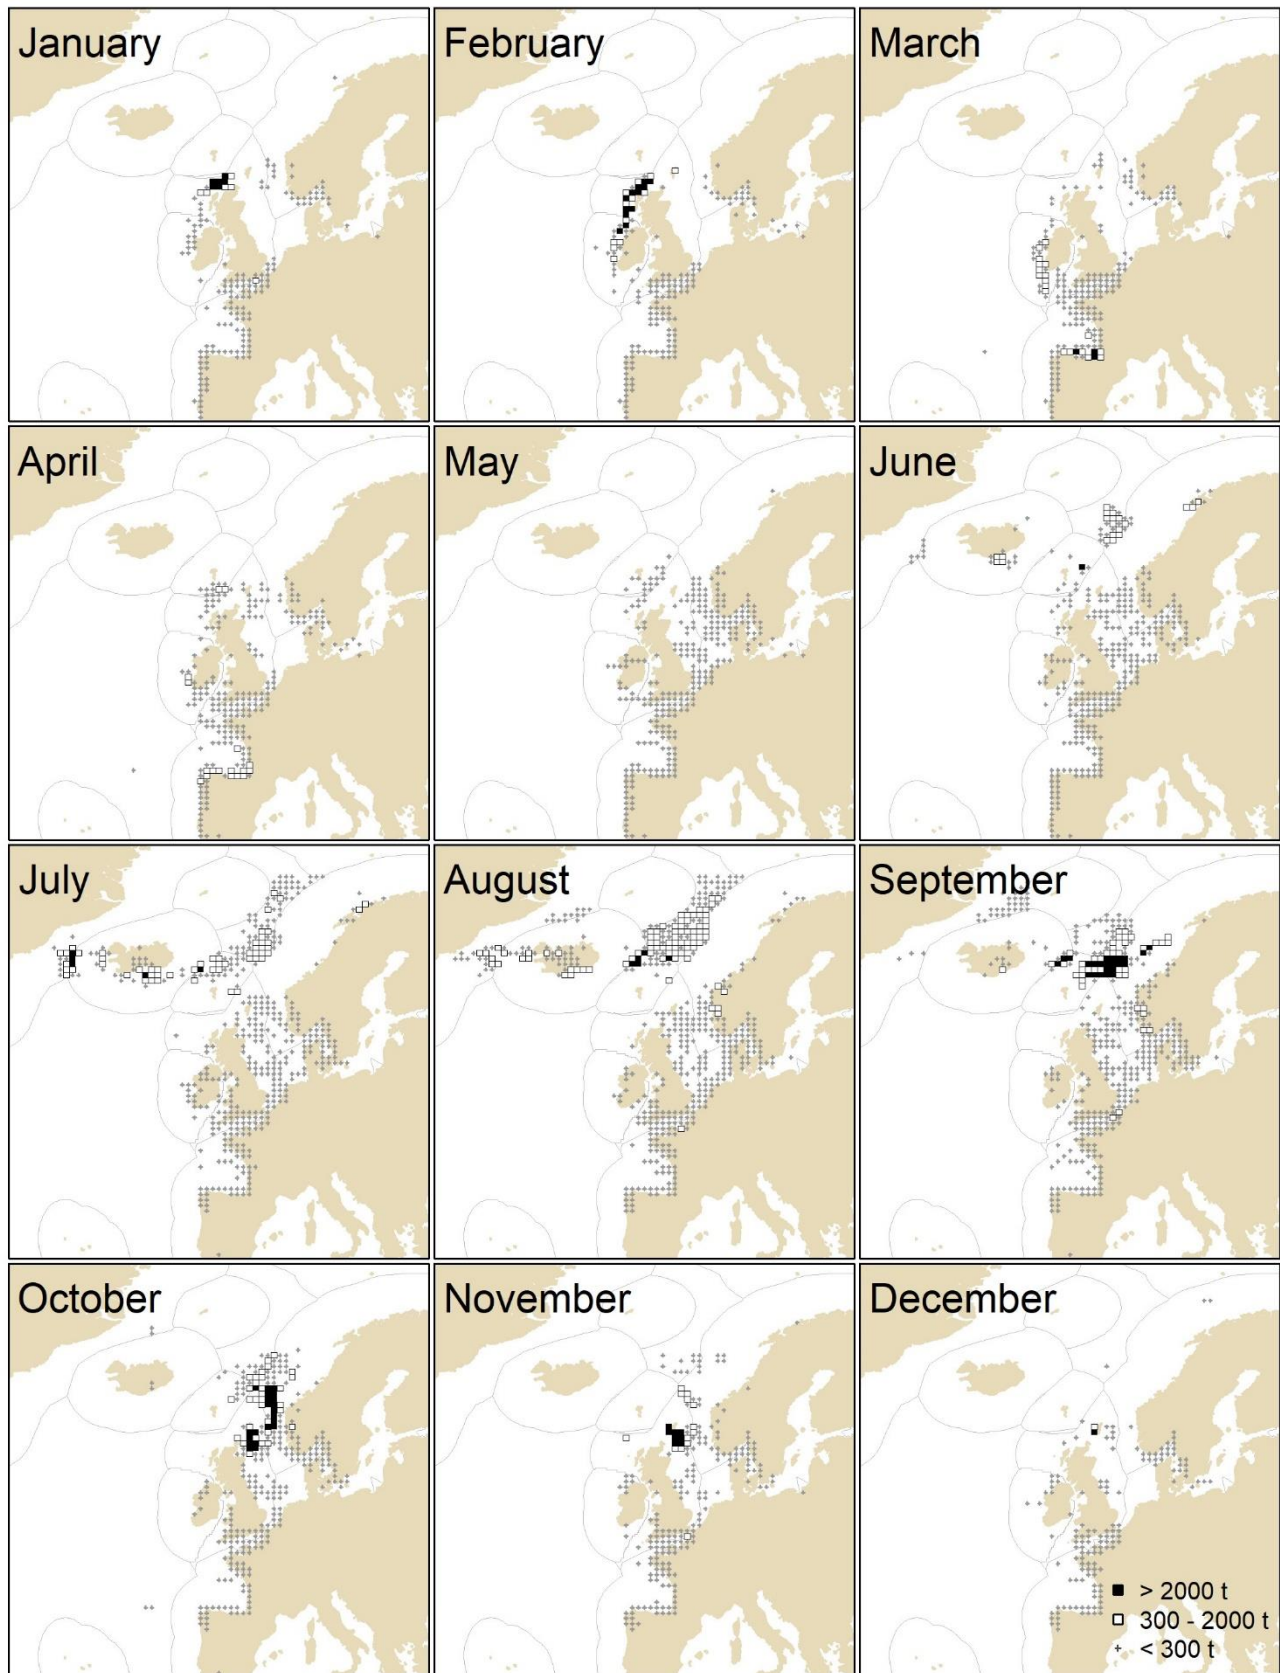 January
February
March
April
May
June
July
August
September
October
November
December
> 2000 t
300 - 2000 t
< 300 t